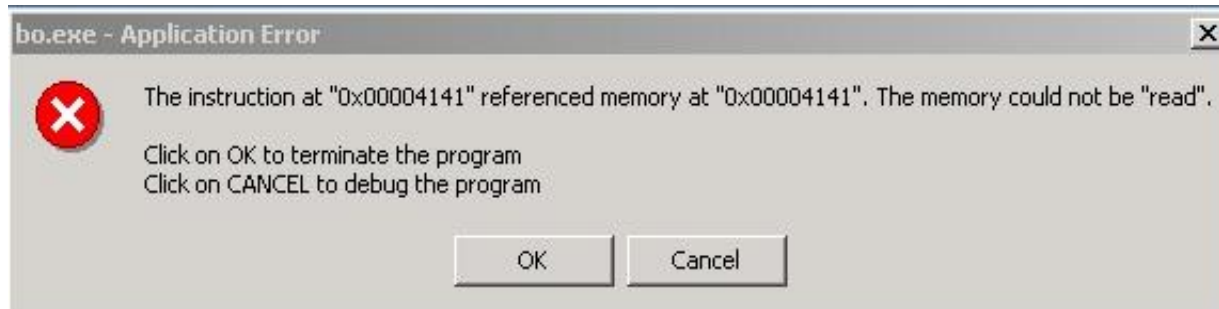 bo.exe - Application Error
The instruction at "0x00004141" referenced memory at "0x00004141". The memory could not be "read".
Click on OK to terminate the program
Click on CANCEL to debug the program
OK Cancel